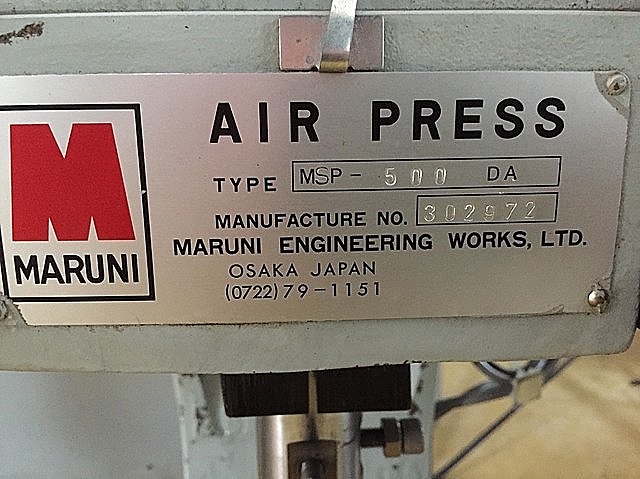 AIR PRESS
TYPE MSP- 500 DA
MANUFACTURE NO. 302972
MARUNI ENGINEERING WORKS, LTD.
OSAKA JAPAN
(0722)79-1151
M
MARUNI